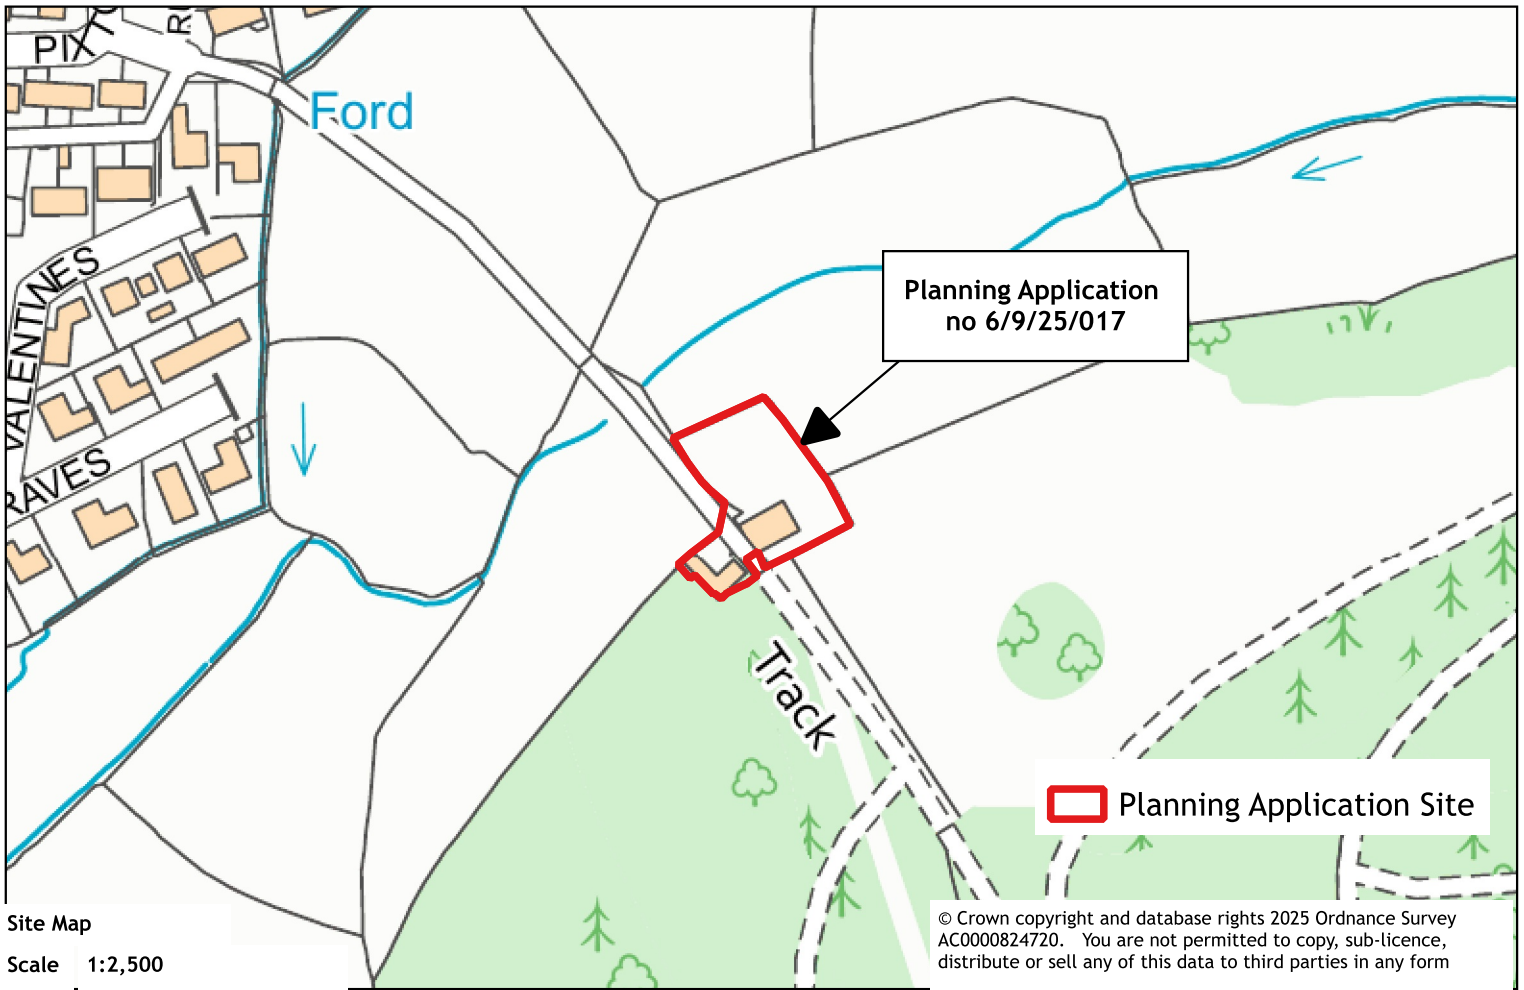 PIXTO
RU
Ford
VALENTINES
RAVES
Planning Application
no 6/9/25/017
Track
Planning Application Site
Site Map
Scale 1:2,500
© Crown copyright and database rights 2025 Ordnance Survey
AC0000824720. You are not permitted to copy, sub-licence,
distribute or sell any of this data to third parties in any form